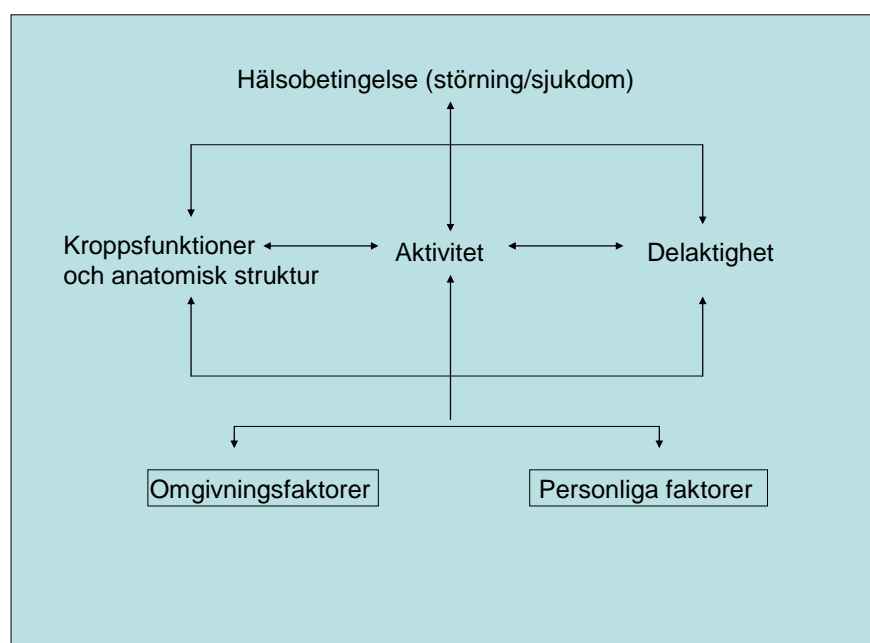 Hälsobetingelse (störning/sjukdom)
Kroppsfunktioner
och anatomisk struktur
Aktivitet
Delaktighet
Omgivningsfaktorer
Personliga faktorer